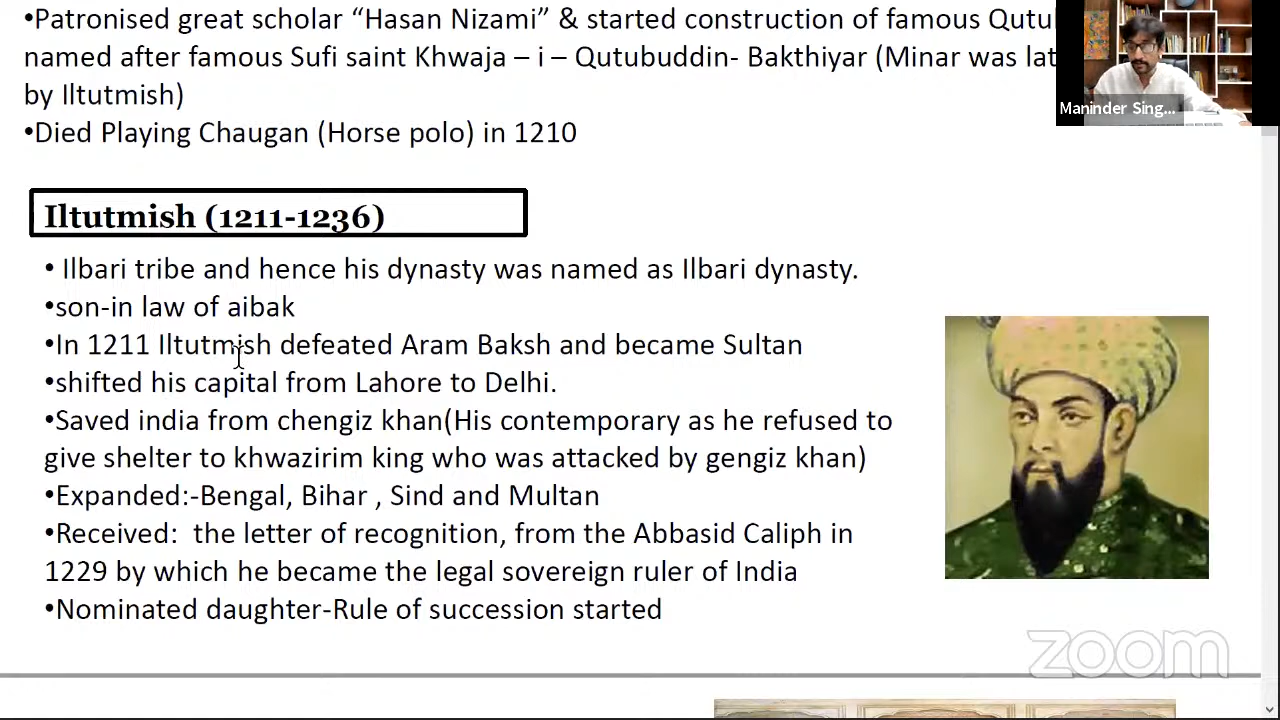 •Patronised great scholar “Hasan Nizami” & started construction of famous
named after famous Sufi saint Khwaja – i – Qutubuddin- Bakthiyar (Minar was
by Iltutmish)
•Died Playing Chaugan (Horse polo) in 1210
Maninder Sing...
Iltutmish (1211-1236)
• Ilbari tribe and hence his dynasty was named as Ilbari dynasty.
•son-in law of aibak
•In 1211 Iltutmish defeated Aram Baksh and became Sultan
•shifted his capital from Lahore to Delhi.
•Saved india from chengiz khan(His contemporary as he refused to
give shelter to khwazirim king who was attacked by gengiz khan)
•Expanded:-Bengal, Bihar , Sind and Multan
•Received:  the letter of recognition, from the Abbasid Caliph in
1229 by which he became the legal sovereign ruler of India
•Nominated daughter-Rule of succession started
zoom